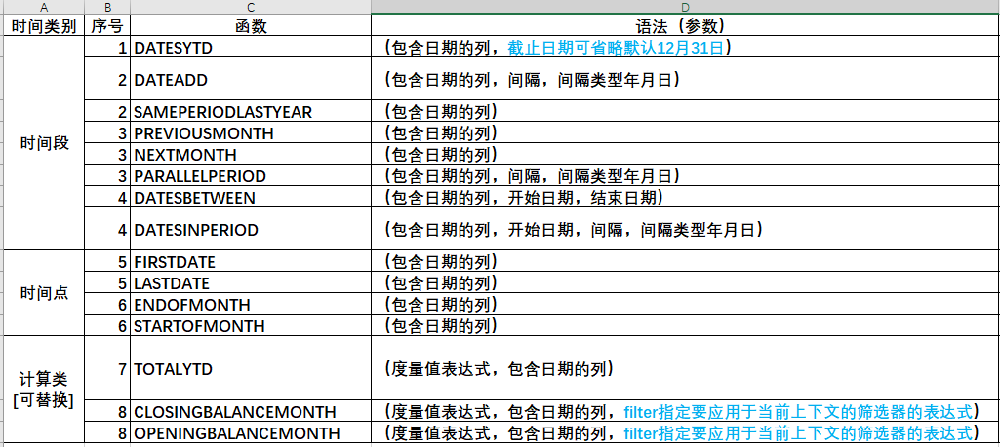 A B C D
时间类别 序号 函数 语法（参数）
时间段
1 DATESYTD （包含日期的列，截止日期可省略默认12月31日）
2 DATEADD （包含日期的列，间隔，间隔类型年月日）
2 SAMEPERIODLASTYEAR （包含日期的列）
3 PREVIOUSMONTH （包含日期的列）
3 NEXTMONTH （包含日期的列）
3 PARALLELPERIOD （包含日期的列，间隔，间隔类型年月日）
4 DATESBETWEEN （包含日期的列，开始日期，结束日期）
4 DATESINPERIOD （包含日期的列，开始日期，间隔，间隔类型年月日）
时间点
5 FIRSTDATE （包含日期的列）
5 LASTDATE （包含日期的列）
6 ENDOFMONTH （包含日期的列）
6 STARTOFMONTH （包含日期的列）
计算类
[可替换]
7 TOTALYTD （度量值表达式，包含日期的列）
8 CLOSINGBALANCEMONTH （度量值表达式，包含日期的列，filter指定要应用于当前上下文的筛选器的表达式）
8 OPENINGBALANCEMONTH （度量值表达式，包含日期的列，filter指定要应用于当前上下文的筛选器的表达式）